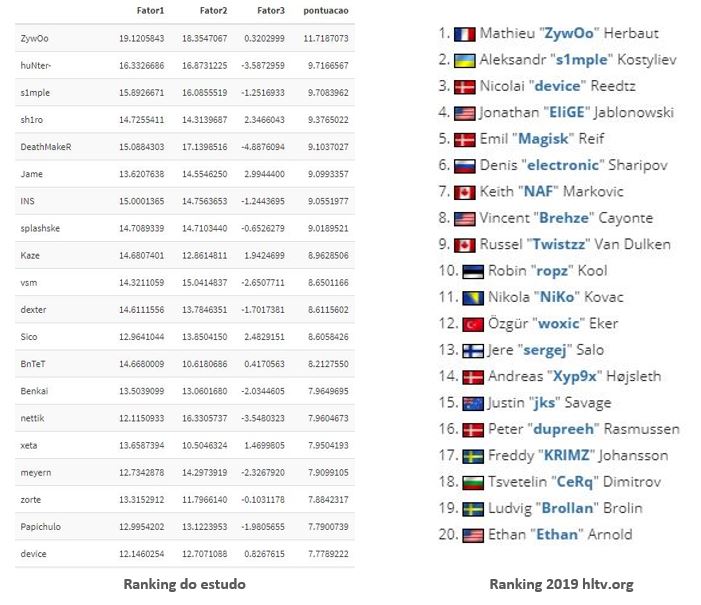 Fator1 Fator2 Fator3 pontuacao
ZywOo 19.1205843 18.3547067 0.3202999 11.7187073
huNter- 16.3326686 16.8731225 -3.5872959 9.7166567
s1mple 15.8926671 16.0855519 -1.2516933 9.7083962
sh1ro 14.7255411 14.3139687 2.3466043 9.3765022
DeathMakeR 15.0884303 17.1398516 -4.8876094 9.1037027
Jame 13.6207638 14.5546250 2.9944400 9.0993357
INS 15.0001365 14.7563653 -1.2443695 9.0551977
splashske 14.7089339 14.7103440 -0.6526279 9.0189521
Kaze 14.6807401 12.8614811 1.9424699 8.9628506
vsm 14.3211059 15.0414837 -2.6507711 8.6501166
dexter 14.6111556 13.7846351 -1.7017381 8.6115602
Sico 12.9641044 13.8504150 2.4829151 8.6058426
BnTeT 14.6680009 10.6180686 0.4170563 8.2127550
Benkai 13.5039099 13.0601680 -2.0344605 7.9649695
nettik 12.1150933 16.3305737 -3.5480323 7.9604673
xeta 13.6587394 10.5046324 1.4699805 7.9504193
meyern 12.7342878 14.2973919 -2.3267920 7.9099105
zorte 13.3152912 11.7966140 -0.1031178 7.8842317
Papichulo 12.9954202 13.1223953 -1.9805655 7.7900739
device 12.1460254 12.7071088 0.8267615 7.7789222
Ranking do estudo
1. Mathieu "ZywOo" Herbaut
2. Aleksandr "s1mple" Kostyliev
3. Nicolai "device" Reedtz
4. Jonathan "EliGE" Jablonowski
5. Emil "Magisk" Reif
6. Denis "electronic" Sharipov
7. Keith "NAF" Markovic
8. Vincent "Brehze" Cayonte
9. Russel "Twistzz" Van Dulken
10. Robin "ropz" Kool
11. Nikola "NiKo" Kovac
12. Özgür "woxic" Eker
13. Jere "sergej" Salo
14. Andreas "Xyp9x" Højsleth
15. Justin "jks" Savage
16. Peter "dupreeh" Rasmussen
17. Freddy "KRIMZ" Johansson
18. Tsvetelin "CeRq" Dimitrov
19. Ludvig "Brollan" Brolin
20. Ethan "Ethan" Arnold
Ranking 2019 hltv.org